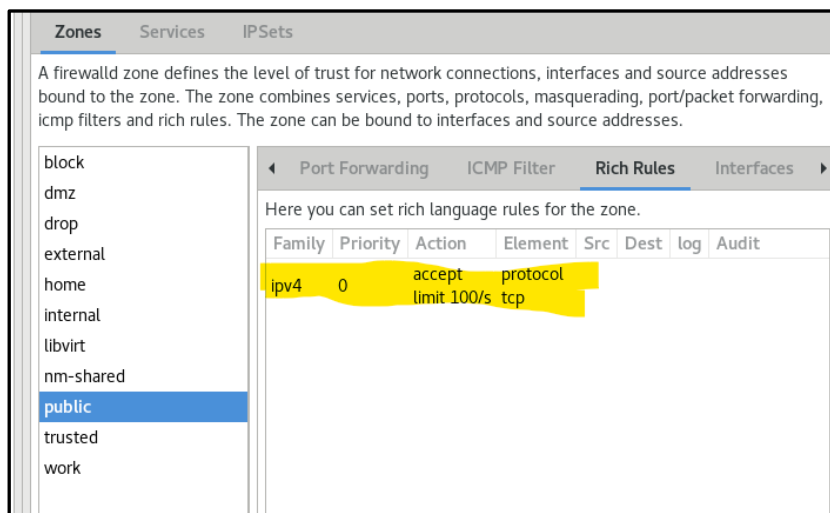 Zones Services IPSets
A firewalld zone defines the level of trust for network connections, interfaces and source addresses
bound to the zone. The zone combines services, ports, protocols, masquerading, port/packet forwarding,
icmp filters and rich rules. The zone can be bound to interfaces and source addresses.
block
dmz
drop
external
home
internal
libvirt
nm-shared
public
trusted
work
Port Forwarding ICMP Filter Rich Rules Interfaces
Here you can set rich language rules for the zone.
Family Priority Action Element Src Dest log Audit
ipv4 0 accept protocol
limit 100/s tcp